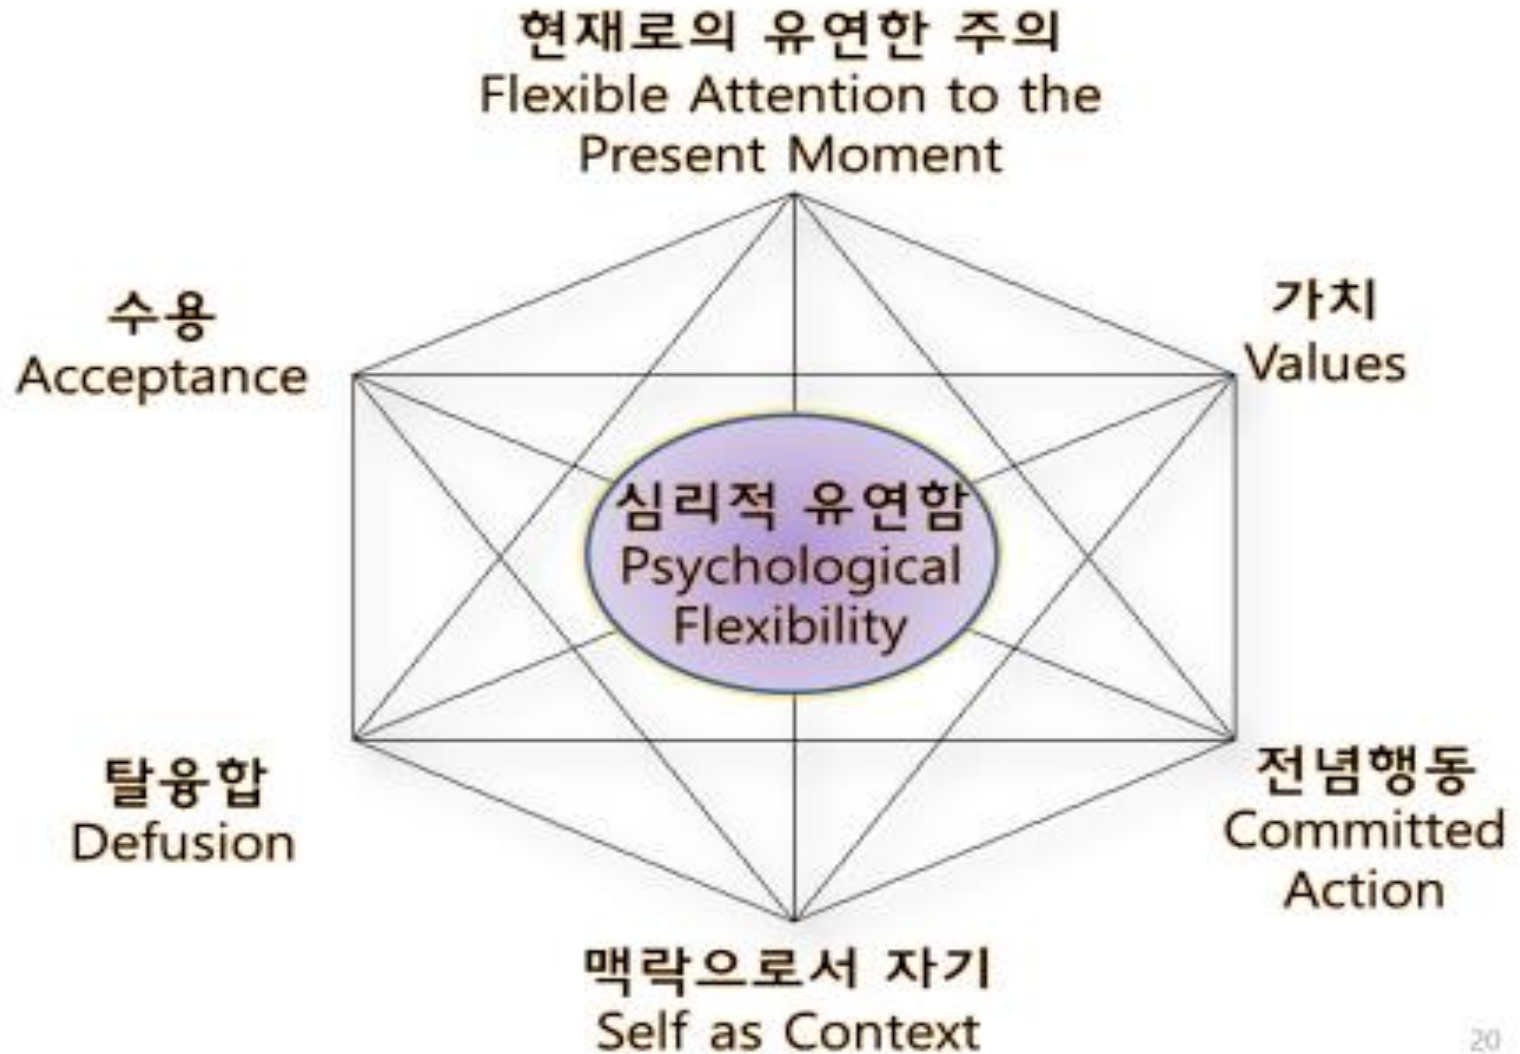 현재로의 유연한 주의
Flexible Attention to the
Present Moment
수용
Acceptance
가치
Values
심리적 유연함
Psychological
Flexibility
탈융합
Defusion
전념행동
Committed
Action
맥락으로서 자기
Self as Context
20